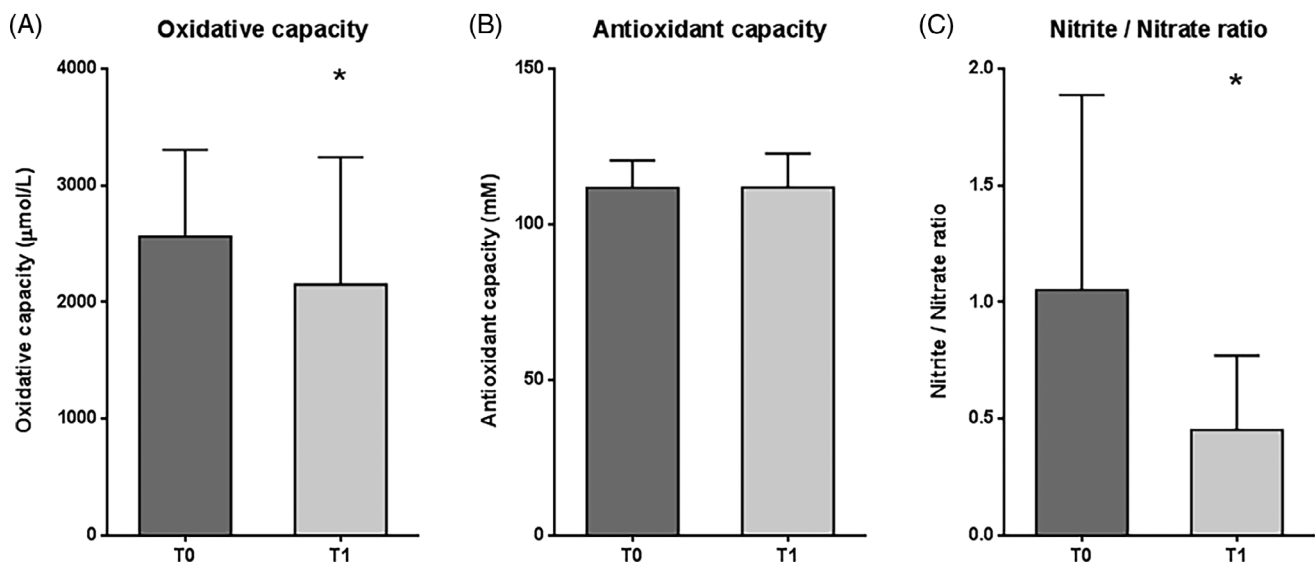 (A)
Oxidative capacity
Oxidative capacity (μmol/L)
4000
3000
2000
1000
0
*
T0
T1
(B)
Antioxidant capacity
Antioxidant capacity (mM)
150
100
50
0
T0
T1
(C)
Nitrite / Nitrate ratio
Nitrite / Nitrate ratio
2.0
1.5
1.0
0.5
0.0
*
T0
T1